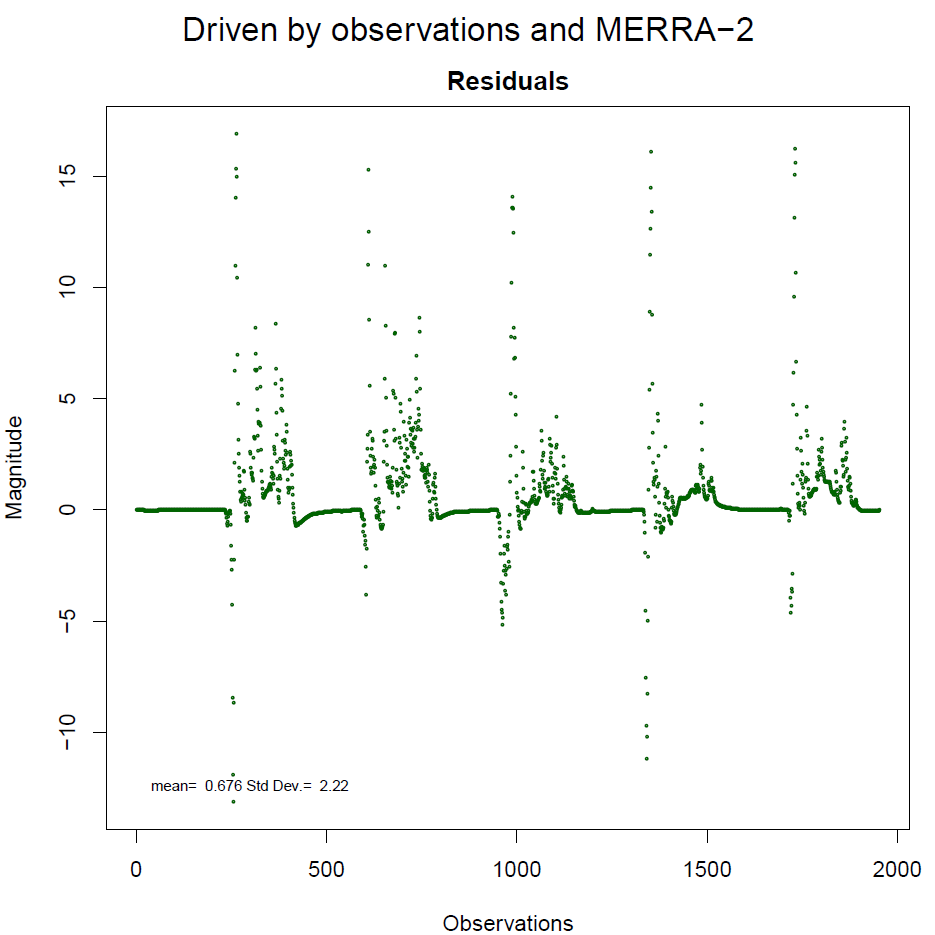 Driven by observations and MERRA−2
Residuals
15
10
5
0
−5
−10
Magnitude
mean= 0.676 Std Dev.= 2.22
0 500 1000 1500 2000
Observations